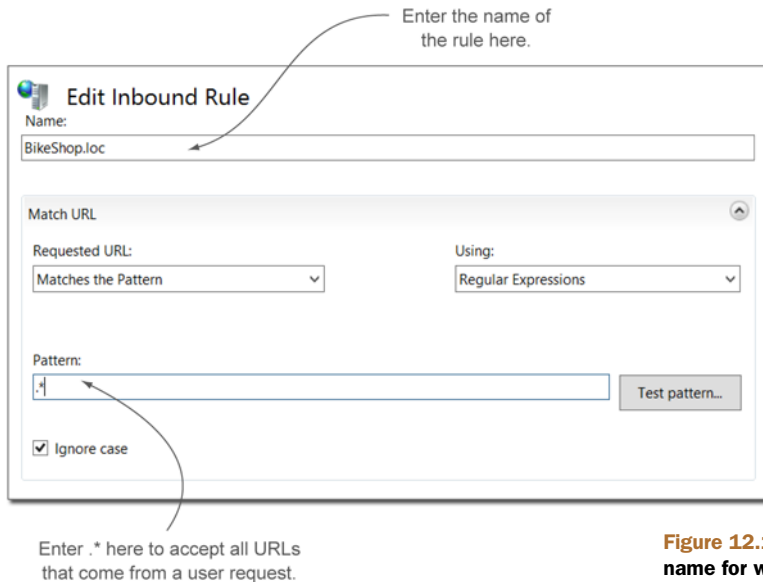 Enter the name of
the rule here.
Edit Inbound Rule
Name:
BikeShop.loc
Match URL
Requested URL:
Using:
Matches the Pattern
Regular Expressions
Pattern:
.*
Test pattern...
Ignore case
Enter .* here to accept all URLs
that come from a user request.
Figure 12.
name for